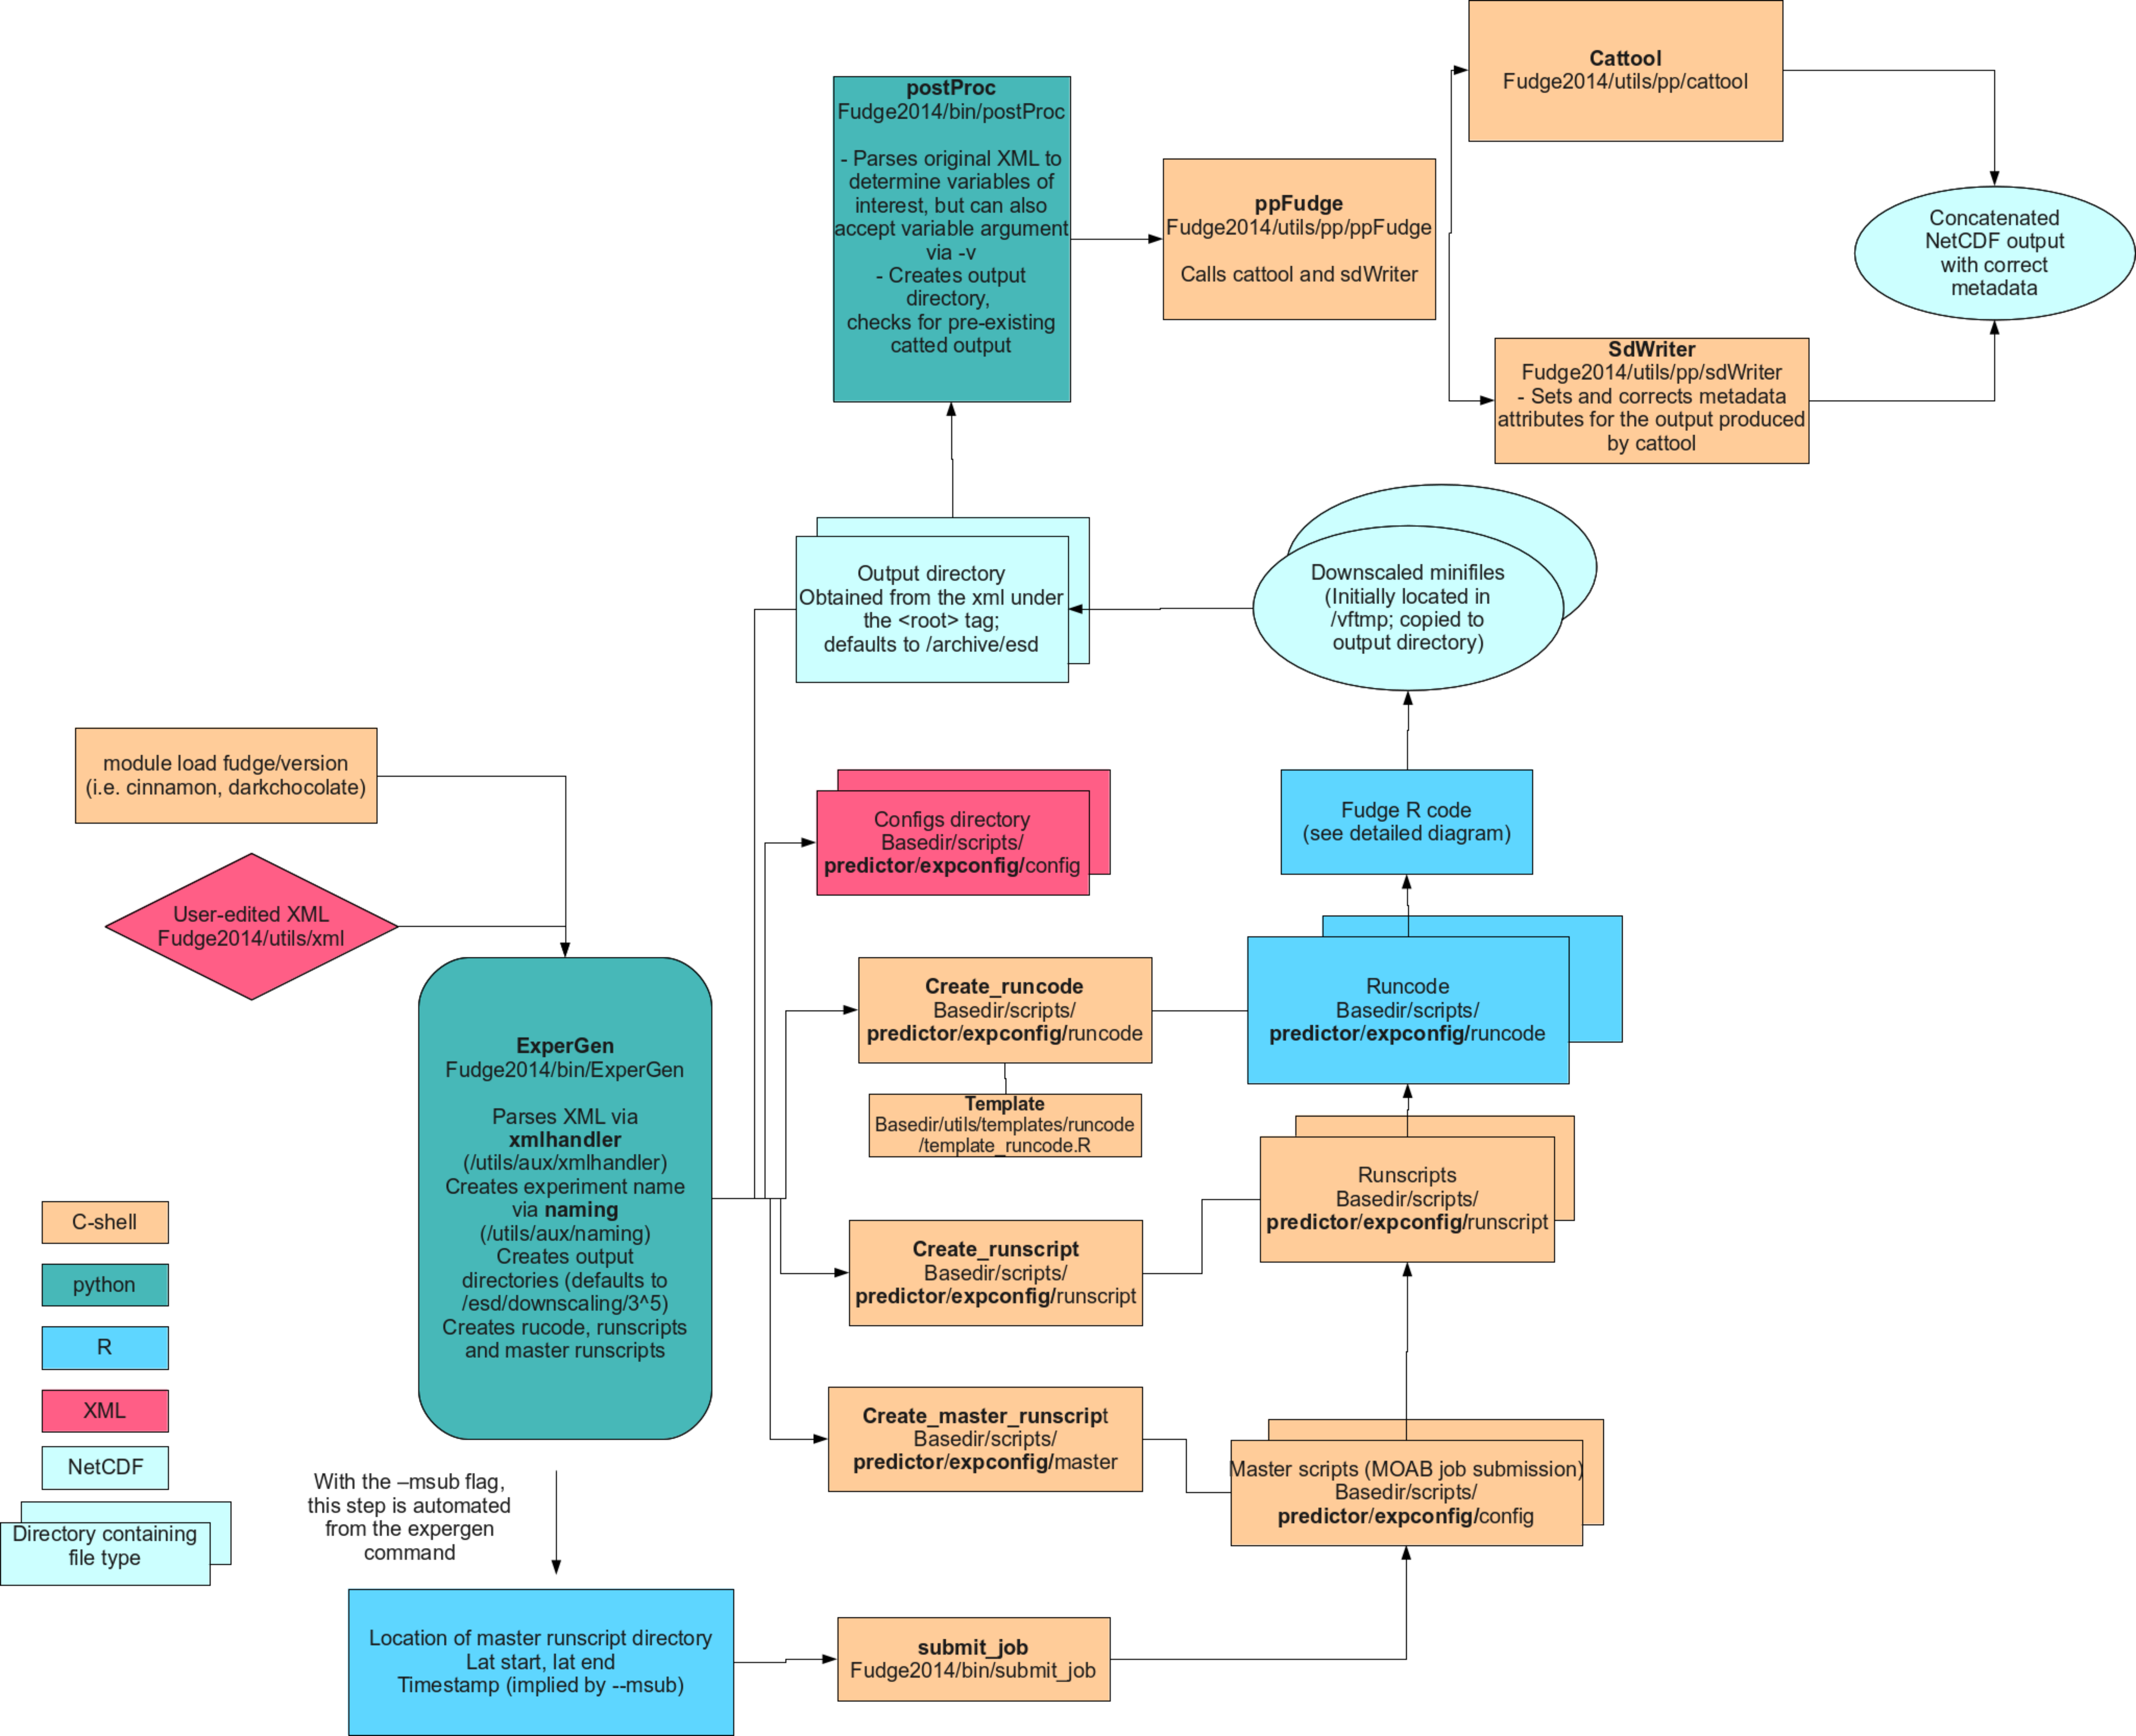 Cattool
Fudge2014/utils/pp/cattool
postProc
Fudge2014/bin/postProc
- Parses original XML to
determine variables of
interest, but can also
accept variable argument
via -v
- Creates output
directory,
checks for pre-existing
catted output
ppFudge
Fudge2014/utils/pp/ppFudge
Calls cattool and sdWriter
Concatenated
NetCDF output
with correct
metadata
SdWriter
Fudge2014/utils/pp/sdWriter
- Sets and corrects metadata
attributes for the output produced
by cattool
Output directory
Obtained from the xml under
the <root> tag;
defaults to /archive/esd
Downscaled minifiles
(Initially located in
/vftmp; copied to
output directory)
module load fudge/version
(i.e. cinnamon, darkchocolate)
Configs directory
Basedir/scripts/
predictor/expconfig/config
Fudge R code
(see detailed diagram)
User-edited XML
Fudge2014/utils/xml
ExperGen
Fudge2014/bin/ExperGen
Parses XML via
xmlhandler
(/utils/aux/xmlhandler)
Creates experiment name
via naming
(/utils/aux/naming)
Creates output
directories (defaults to
/esd/downscaling/3^5)
Creates rucode, runscripts
and master runscripts
Create_runcode
Basedir/scripts/
predictor/expconfig/runcode
Template
Basedir/utils/templates/runcode
/template_runcode.R
Runcode
Basedir/scripts/
predictor/expconfig/runcode
Runscripts
Basedir/scripts/
predictor/expconfig/runscript
Create_runscript
Basedir/scripts/
predictor/expconfig/runscript
Create_master_runscript
Basedir/scripts/
predictor/expconfig/master
Master scripts (MOAB job submission)
Basedir/scripts/
predictor/expconfig/config
C-shell
python
R
XML
NetCDF
Directory containing
file type
With the –msub flag,
this step is automated
from the expergen
command
Location of master runscript directory
Lat start, lat end
Timestamp (implied by --msub)
submit_job
Fudge2014/bin/submit_job